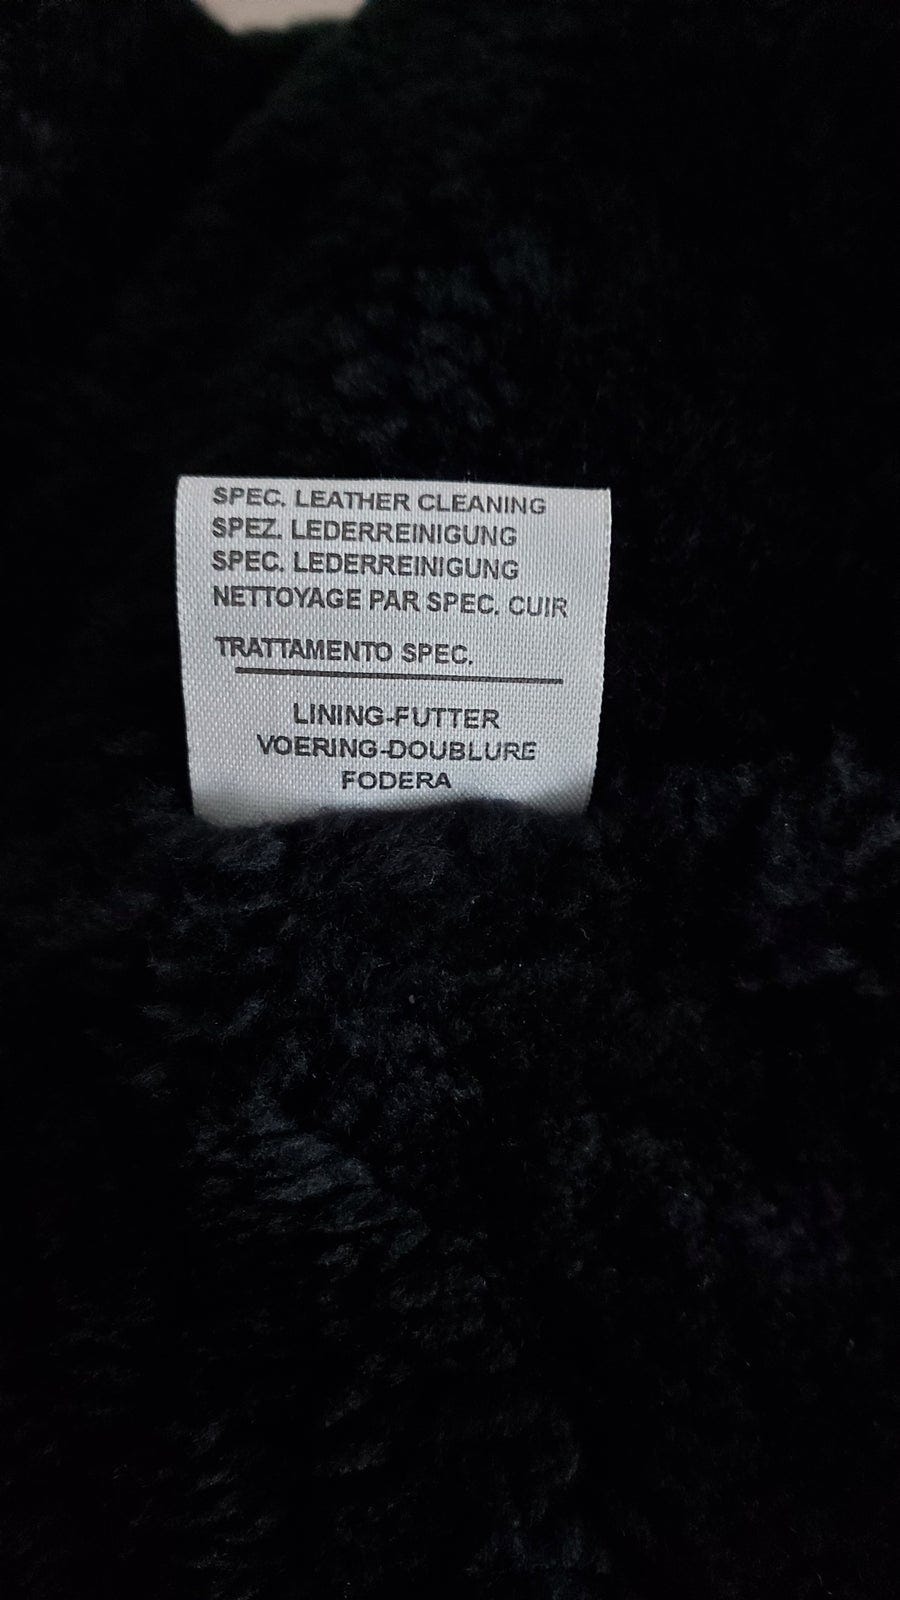 SPEC. LEATHER CLEANING
SPEZ. LEDERREINIGUNG
SPEC. LEDERREINIGUNG
NETTOYAGE PAR SPEC. CUIR
TRATTAMENTO SPEC.
LINING-FUTTER
VOERING-DOUBLURE
FODERA